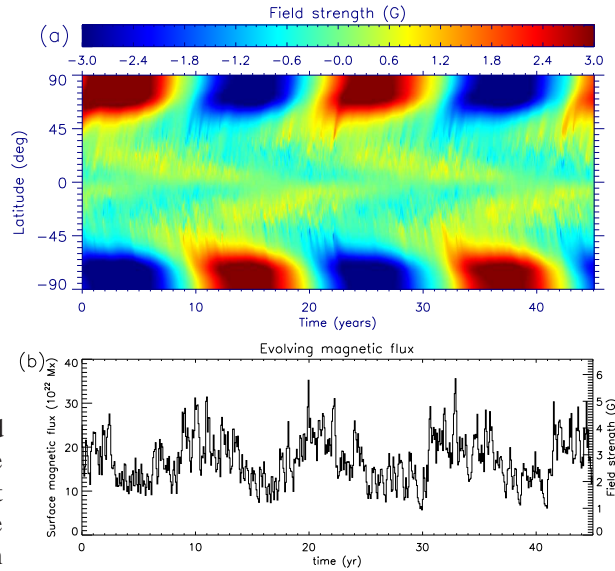 Field strength (G)
(a)
−3.0 −2.4 −1.8 −1.2 −0.6 −0.0 0.6 1.2 1.8 2.4 3.0
90
45
0
−45
−90
Latitude (deg)
0 10 20 30 40
Time (years)
(b)
Evolving magnetic flux
40
30
20
10
0
Surface magnetic flux (10²² Mx)
6
5
4
3
2
1
0
Field strength (G)
0 10 20 30 40
time (yr)